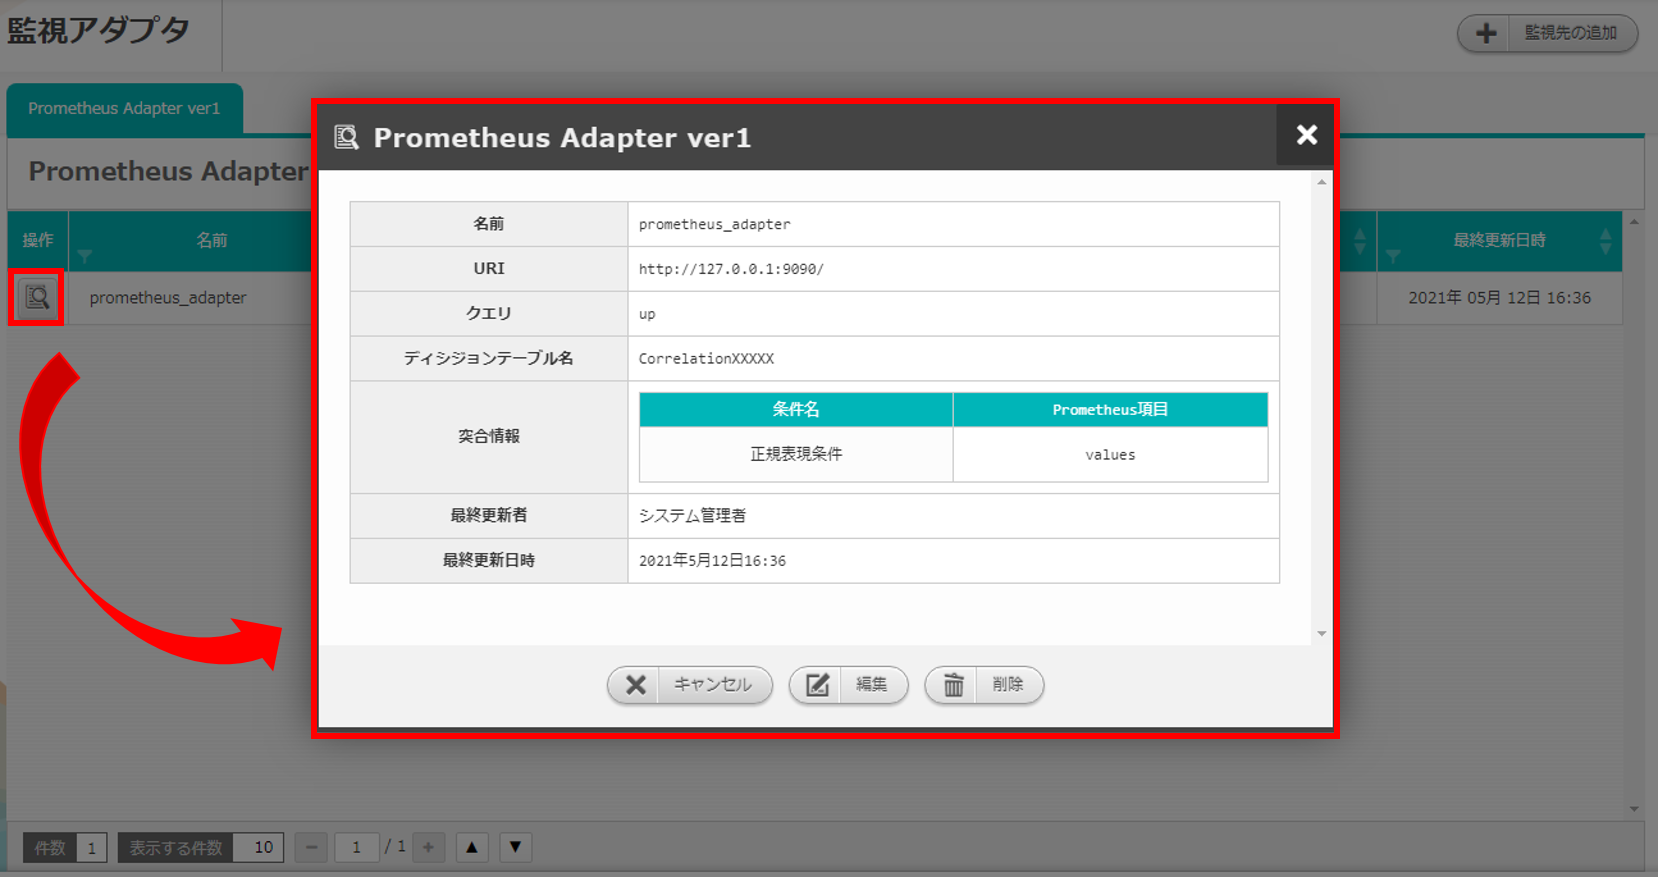 監視アダプタ
監視先の追加
Prometheus Adapter ver1
Prometheus Adapter
操作
名前
最終更新日時
prometheus_adapter
2021年 05月 12日 16:36
Prometheus Adapter ver1
名前
prometheus_adapter
URI
http://127.0.0.1:9090/
クエリ
up
ディシジョンテーブル名
CorrelationXXXXX
突合情報
条件名
Prometheus項目
正規表現条件
values
最終更新者
システム管理者
最終更新日時
2021年5月12日16:36
キャンセル
編集
削除
件数 1
表示する件数 10
1 / 1